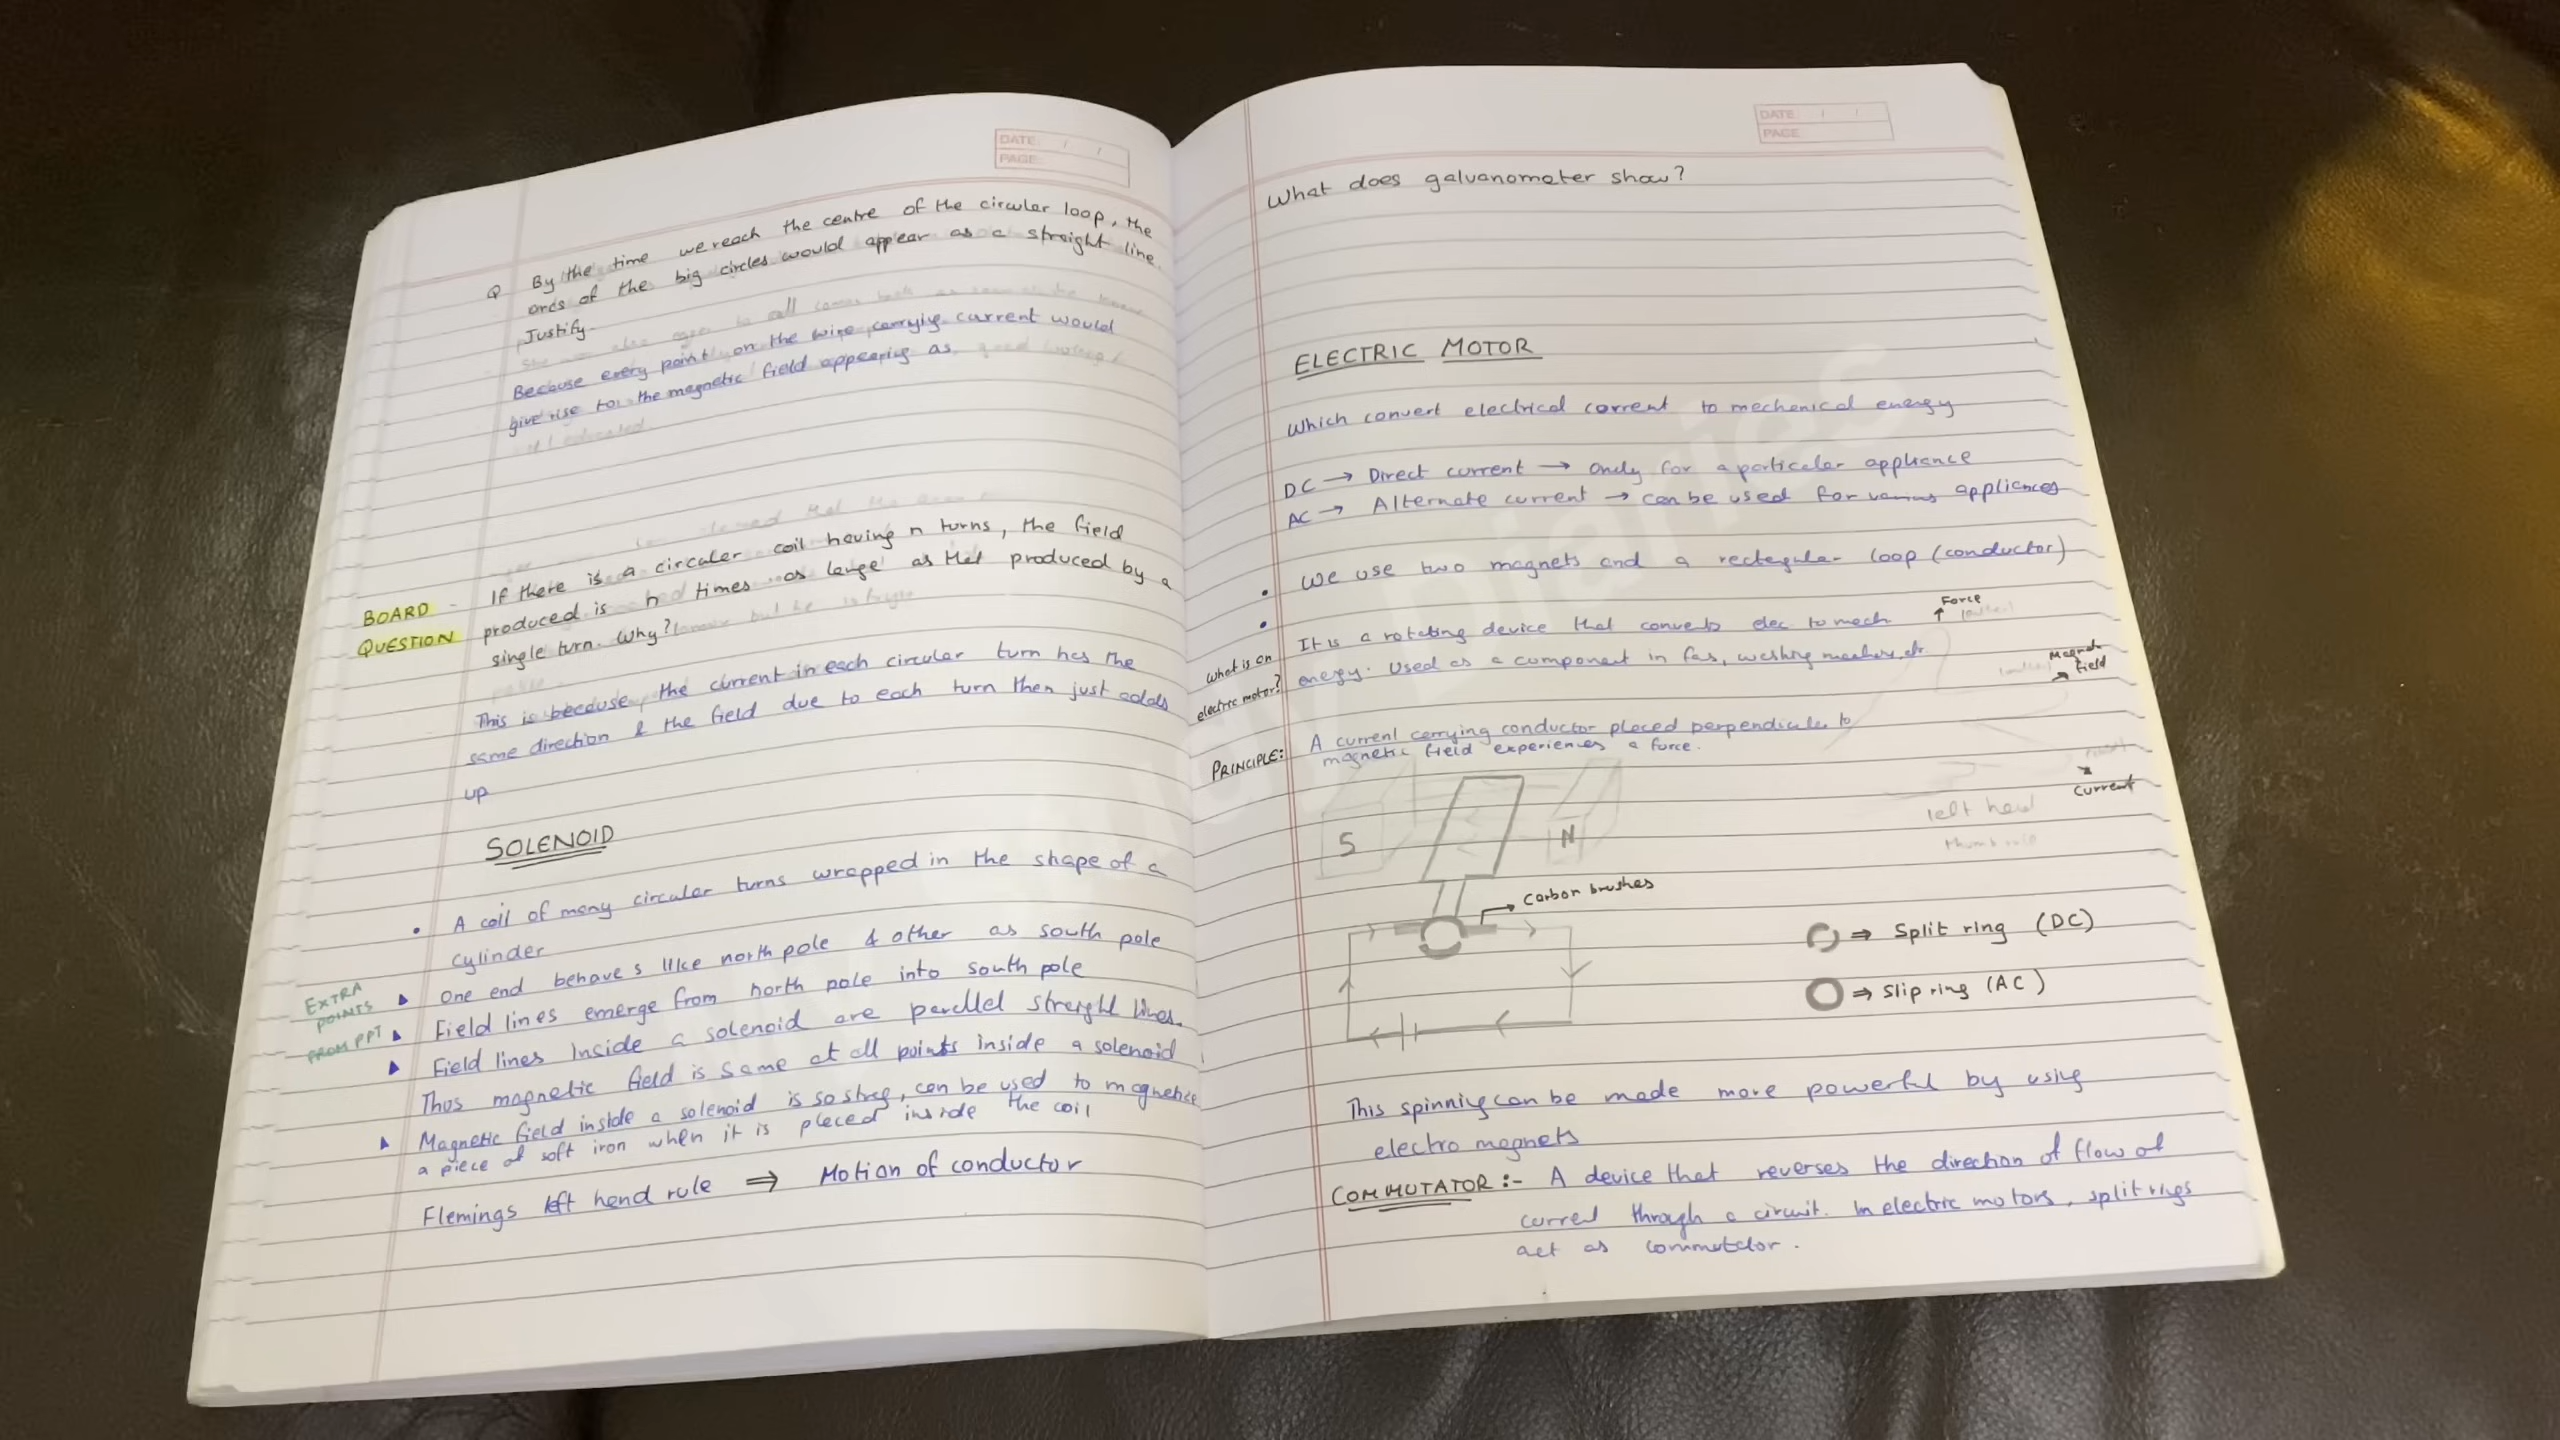 DATE / /
PAGE
Q By the time we reach the centre of the circular loop, the
arcs of the big circles would appear as a straight line.
Justify.
Because every point on the wire carrying current would
give rise to the magnetic field appearing as
BOARD QUESTION - If there is a circular coil having n turns, the field
produced is n times as large as that produced by a
single turn. Why?
This is because the current in each circular turn has the
same direction & the field due to each turn then just adds
up
SOLENOID
• A coil of many circular turns wrapped in the shape of a
cylinder
EXTRA POINTS FROM PPT
One end behaves like north pole & other as south pole
Field lines emerge from north pole into south pole
Field lines inside a solenoid are parallel straight lines.
Thus magnetic field is same at all points inside a solenoid
Magnetic field inside a solenoid is so strog, can be used to magnetise
a piece of soft iron when it is placed inside the coil
Flemings left hand rule ⇒ Motion of conductor
DATE / /
PAGE
What does galvanometer show?
ELECTRIC MOTOR
Which convert electrical current to mechanical energy
DC → Direct current → only for a particular appliance
AC → Alternate current → can be used for various appliances
• We use two magnets and a rectegular loop (conductor)
• It is a rotating device that converts elec to mech
What is an electric motor?
energy. Used as a component in fas, washing machines, etc
↑ Force
Magnetic field
PRINCIPLE: A current carrying conductor placed perpendicular to
magnetic field experiences a force.
Current
left hand
thumb rule
S
N
→ Carbon brushes
⇒ Split ring (DC)
⇒ Slip ring (AC)
This spinning can be made more powerful by using
electro magnets
COMMUTATOR :- A device that reverses the direction of flow of
current through a circuit. In electric motors, split rings
act as commutator.